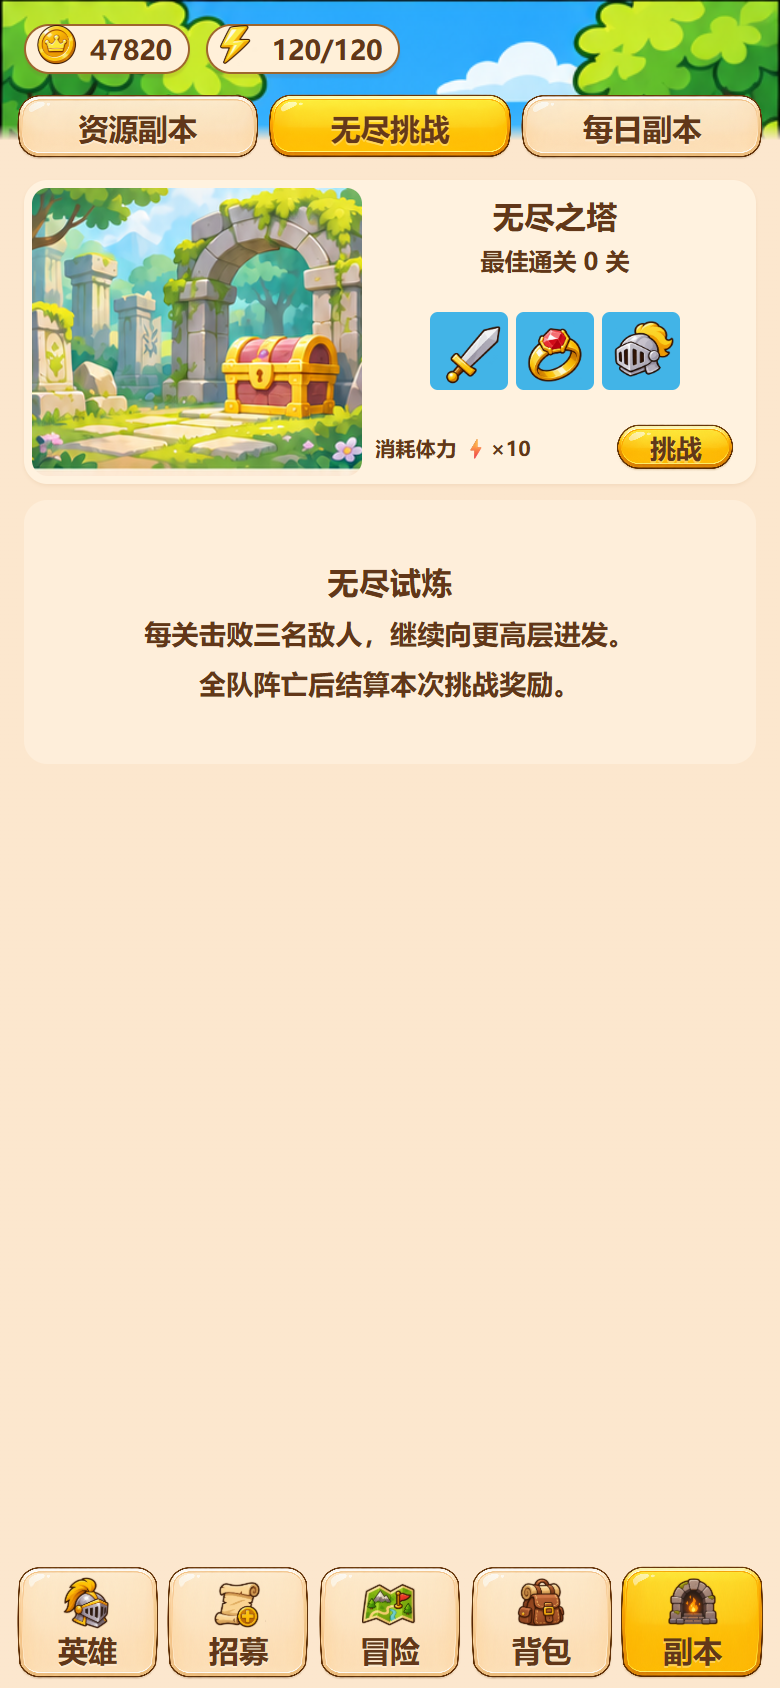 47820
120/120
资源副本
无尽挑战
每日副本
无尽之塔
最佳通关 0 关
消耗体力 ×10
挑战
无尽试炼
每关击败三名敌人，继续向更高层进发。
全队阵亡后结算本次挑战奖励。
英雄
招募
冒险
背包
副本